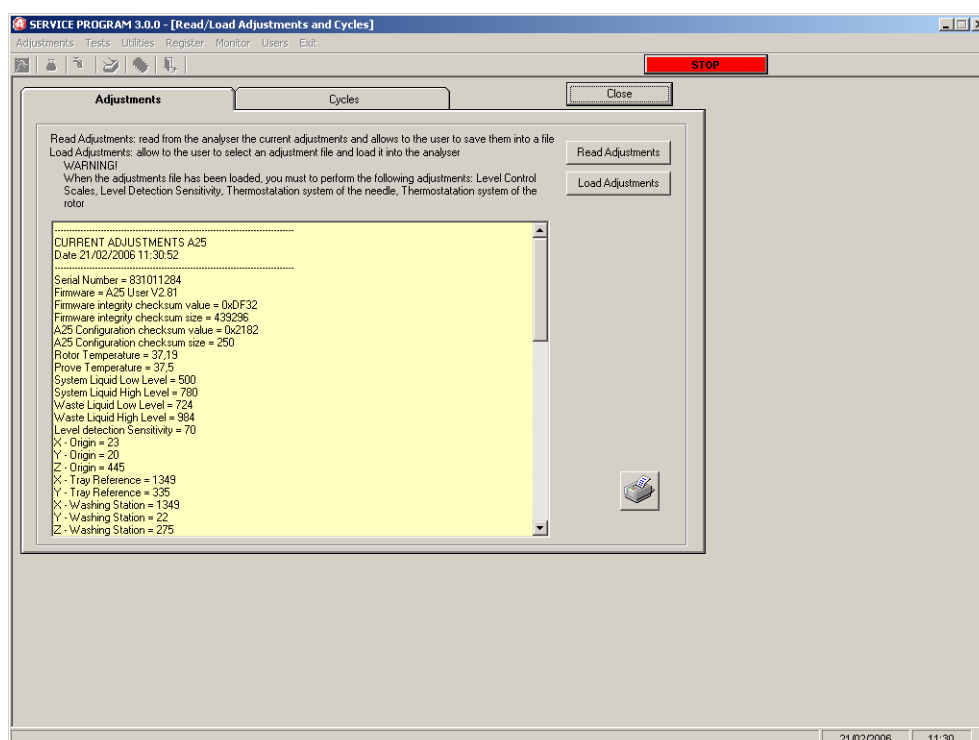 SERVICE PROGRAM 3.0.0 - [Read/Load Adjustments and Cycles]
Adjustments Tests Utilities Register Monitor Users Exit
STOP
Adjustments
Cycles
Close
Read Adjustments: read from the analyser the current adjustments and allows to the user to save them into a file
Load Adjustments: allow to the user to select an adjustment file and load it into the analyser
WARNING!
When the adjustments file has been loaded, you must to perform the following adjustments: Level Control
Scales, Level Detection Sensitivity, Thermostatation system of the needle, Thermostatation system of the
rotor
Read Adjustments
Load Adjustments
CURRENT ADJUSTMENTS A25
Date 21/02/2006 11:30:52
Serial Number = 831011284
Firmware = A25 User V2.81
Firmware integrity checksum value = 0xDF32
Firmware integrity checksum size = 439296
A25 Configuration checksum value = 0x2182
A25 Configuration checksum size = 250
Rotor Temperature = 37,19
Prove Temperature = 37,5
System Liquid Low Level = 500
System Liquid High Level = 780
Waste Liquid Low Level = 724
Waste Liquid High Level = 984
Level detection Sensitivity = 70
X - Origin = 23
Y - Origin = 20
Z - Origin = 445
X - Tray Reference = 1349
Y - Tray Reference = 335
X - Washing Station = 1349
Y - Washing Station = 22
Z - Washing Station = 275
21/02/2006 11:30